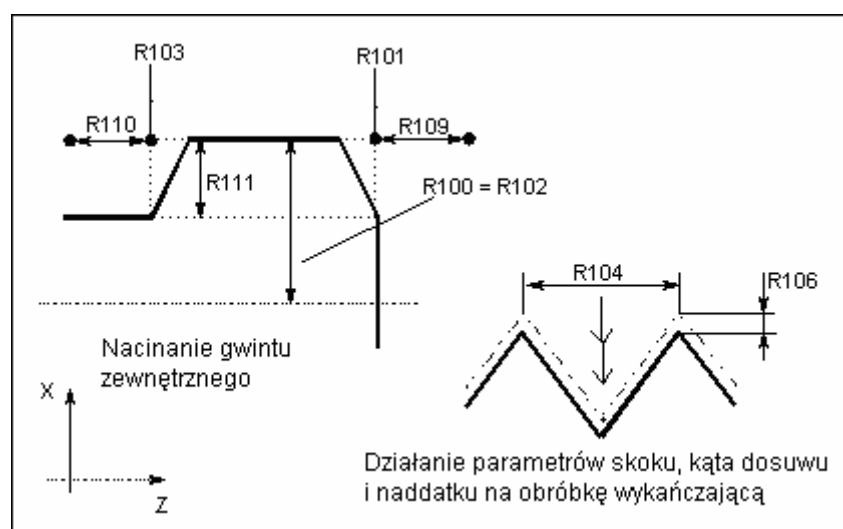 R103
R101
R110
R109
R111
R100 = R102
R104
R106
Nacinanie gwintu
zewnętrznego
X
Z
Działanie parametrów skoku, kąta dosuwu
i naddatku na obróbkę wykańczającą